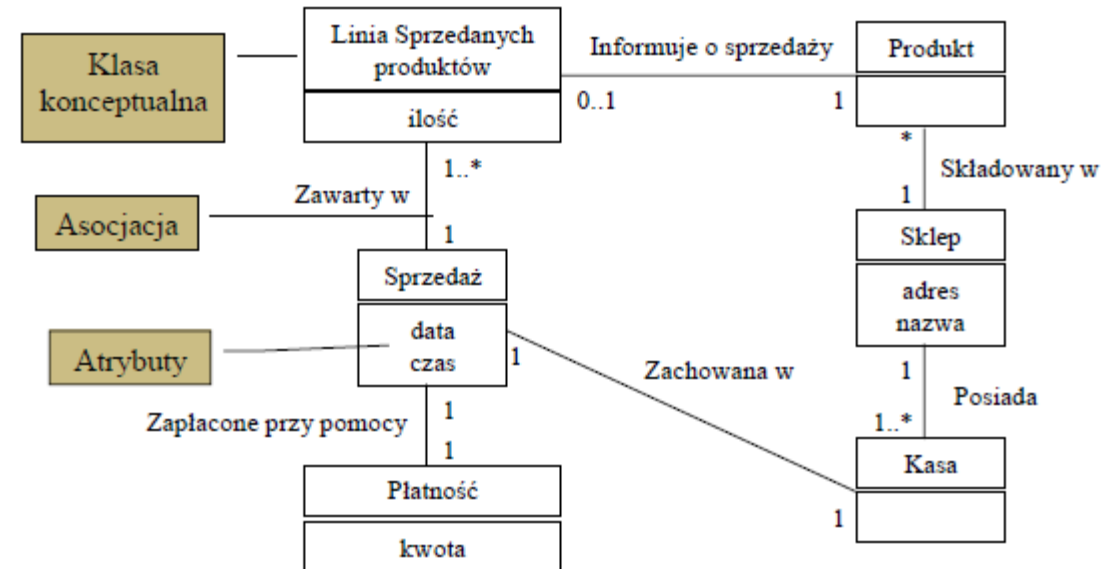 Klasa
konceptualna
Linia Sprzedanych
produktów
ilość
Informuje o sprzedaży
0..1
1
Produkt
*
Składowany w
1
1..*
Zawarty w
1
Asocjacja
Sprzedaż
data
czas
Atrybuty
1
Zachowana w
1
Sklep
adres
nazwa
1
Posiada
1..*
Kasa
Zapłacone przy pomocy
1
1
Płatność
kwota